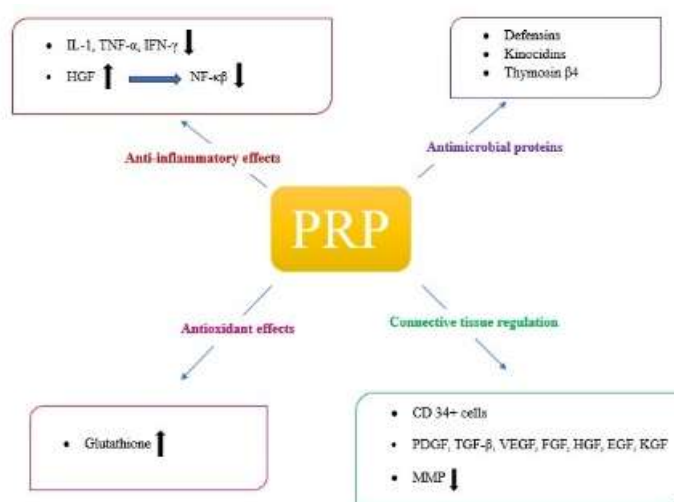 IL-1, TNF-α, IFN-γ
HGF NF-κβ
Defensins
Kinocidins
Thymosin β4
Anti-inflammatory effects
Antimicrobial proteins
PRP
Antioxidant effects
Connective tissue regulation
Glutathione
CD 34+ cells
PDGF, TGF-β, VEGF, FGF, HGF, EGF, KGF
MMP